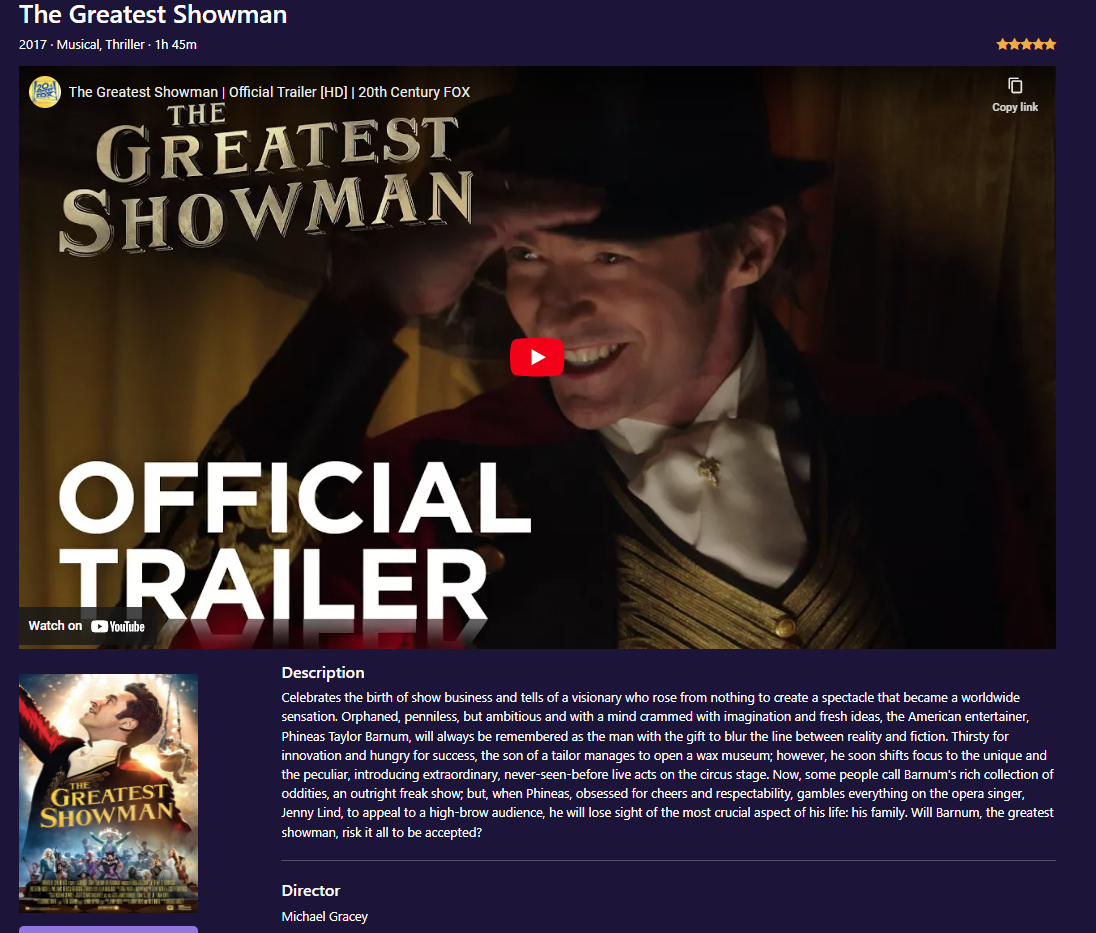 The Greatest Showman
2017 · Musical, Thriller · 1h 45m
The Greatest Showman | Official Trailer [HD] | 20th Century FOX
Copy link
THE
GREATEST
SHOWMAN
OFFICIAL
TRAILER
Watch on YouTube
THE
GREATEST
SHOWMAN
Description
Celebrates the birth of show business and tells of a visionary who rose from nothing to create a spectacle that became a worldwide
sensation. Orphaned, penniless, but ambitious and with a mind crammed with imagination and fresh ideas, the American entertainer,
Phineas Taylor Barnum, will always be remembered as the man with the gift to blur the line between reality and fiction. Thirsty for
innovation and hungry for success, the son of a tailor manages to open a wax museum; however, he soon shifts focus to the unique and
the peculiar, introducing extraordinary, never-seen-before live acts on the circus stage. Now, some people call Barnum's rich collection of
oddities, an outright freak show; but, when Phineas, obsessed for cheers and respectability, gambles everything on the opera singer,
Jenny Lind, to appeal to a high-brow audience, he will lose sight of the most crucial aspect of his life: his family. Will Barnum, the greatest
showman, risk it all to be accepted?
Director
Michael Gracey